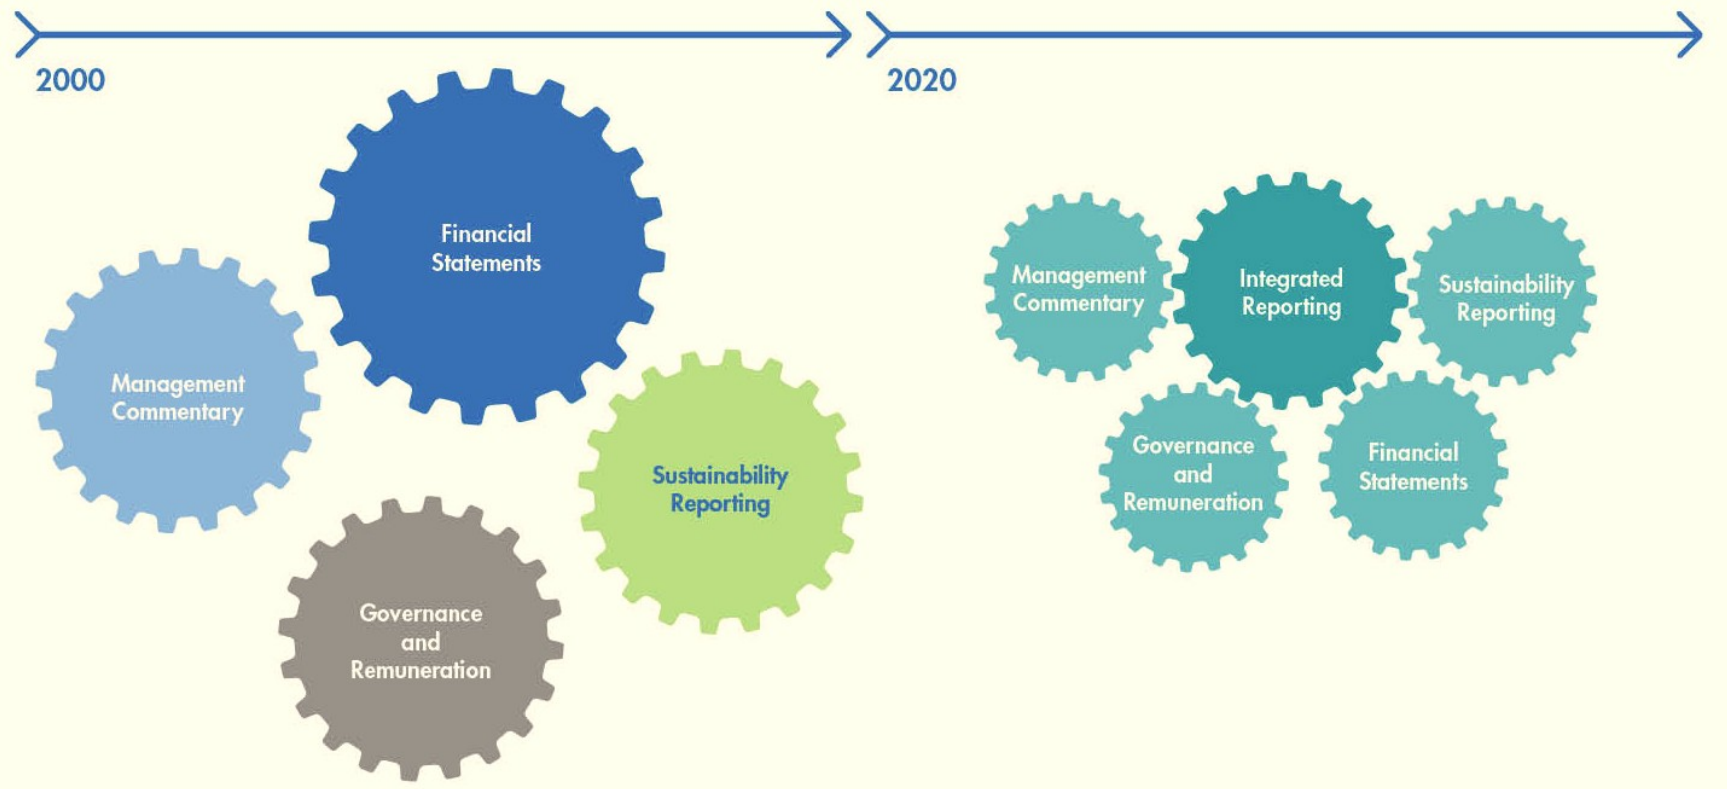 2000
Financial
Statements
Management
Commentary
Sustainability
Reporting
Governance
and
Remuneration
2020
Management
Commentary
Integrated
Reporting
Sustainability
Reporting
Governance
and
Remuneration
Financial
Statements